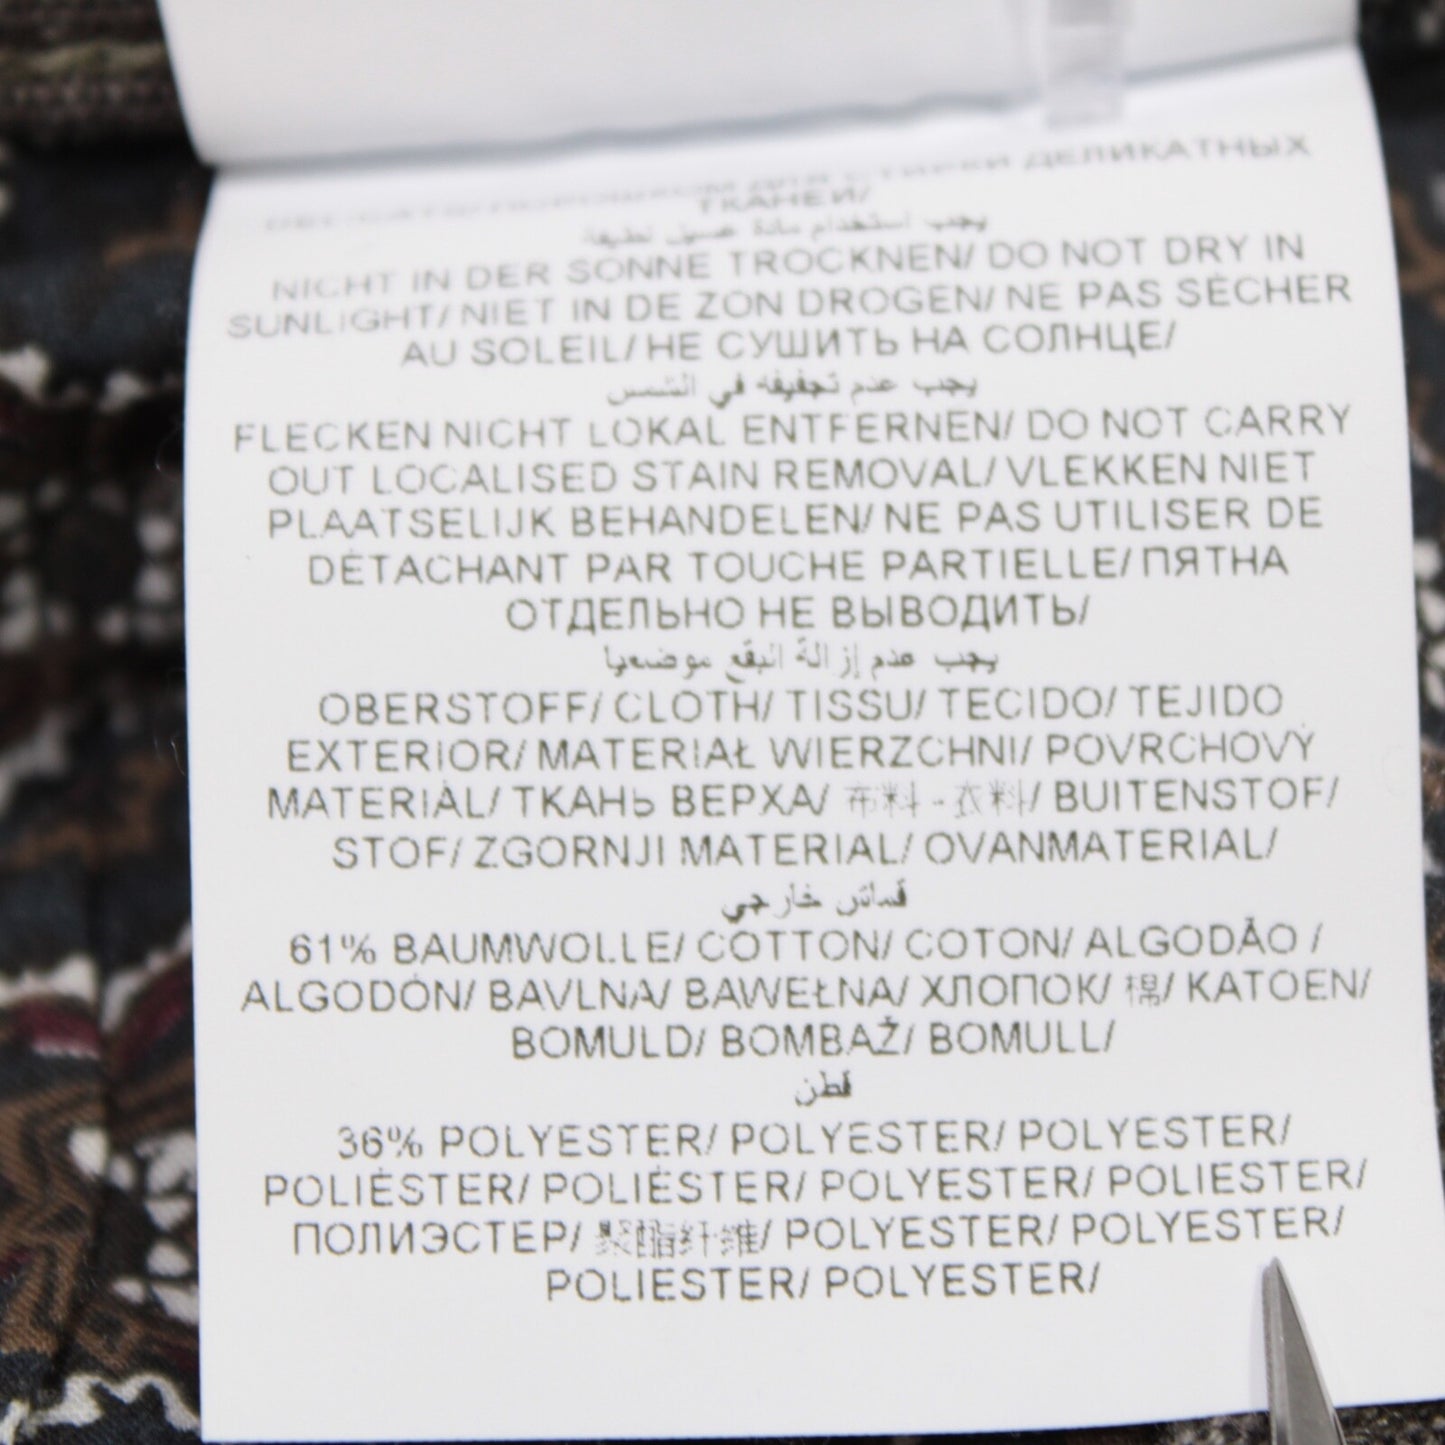 ДЕЛИКАТНЫХ
ТКАНЕЙ/
يجب استخدام مادة غسيل لطيفة
NICHT IN DER SONNE TROCKNEN/ DO NOT DRY IN
SUNLIGHT/ NIET IN DE ZON DROGEN/ NE PAS SÉCHER
AU SOLEIL/ НЕ СУШИТЬ НА СОЛНЦЕ/
يجب عدم تجفيفه في الشمس
FLECKEN NICHT LOKAL ENTFERNEN/ DO NOT CARRY
OUT LOCALISED STAIN REMOVAL/ VLEKKEN NIET
PLAATSELIJK BEHANDELEN/ NE PAS UTILISER DE
DÉTACHANT PAR TOUCHE PARTIELLE/ ПЯТНА
ОТДЕЛЬНО НЕ ВЫВОДИТЬ/
يجب عدم إزالة البقع موضعيا
OBERSTOFF/ CLOTH/ TISSU/ TECIDO/ TEJIDO
EXTERIOR/ MATERIAŁ WIERZCHNI/ POVRCHOVÝ
MATERIÁL/ ТКАНЬ ВЕРХА/ 布料 - 衣料/ BUITENSTOF/
STOF/ ZGORNJI MATERIAL/ OVANMATERIAL/
قماش خارجي
61% BAUMWOLLE/ COTTON/ COTON/ ALGODÃO /
ALGODÓN/ BAVLNA/ BAWEŁNA/ ХЛОПОК/ 棉/ KATOEN/
BOMULD/ BOMBAŽ/ BOMULL/
قطن
36% POLYESTER/ POLYESTER/ POLYESTER/
POLIÉSTER/ POLIÉSTER/ POLYESTER/ POLIESTER/
ПОЛИЭСТЕР/ 聚酯纤维/ POLYESTER/ POLYESTER/
POLIESTER/ POLYESTER/